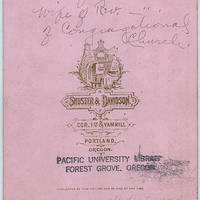 Wife of Rev. — "
of Congregational
Church.
SHUSTER & DAVIDSON,
COR. 1st & YAMHILL
PORTLAND,
OREGON.
PACIFIC UNIVERSITY LIBRARY
FOREST GROVE, OREGON